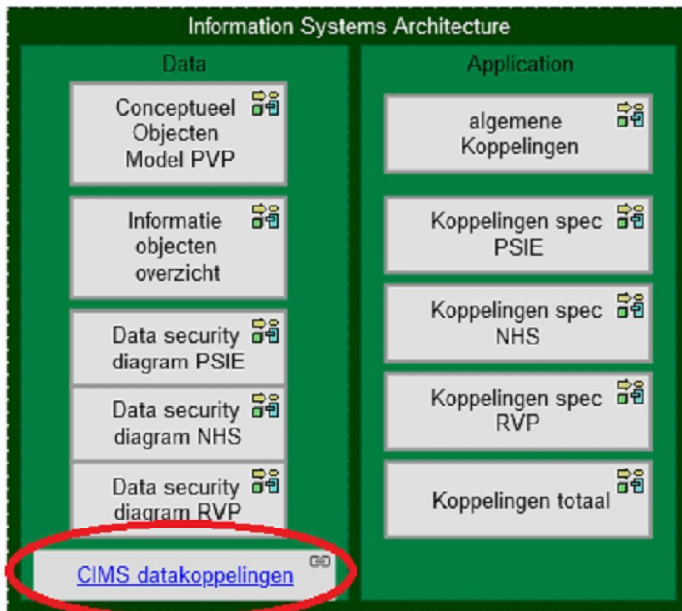 Information Systems Architecture
Data
Conceptueel
Objecten
Model PVP
Informatie
objecten
overzicht
Data security
diagram PSIE
Data security
diagram NHS
Data security
diagram RVP
CIMS datakoppelingen
Application
algemene
Koppelingen
Koppelingen spec
PSIE
Koppelingen spec
NHS
Koppelingen spec
RVP
Koppelingen totaal